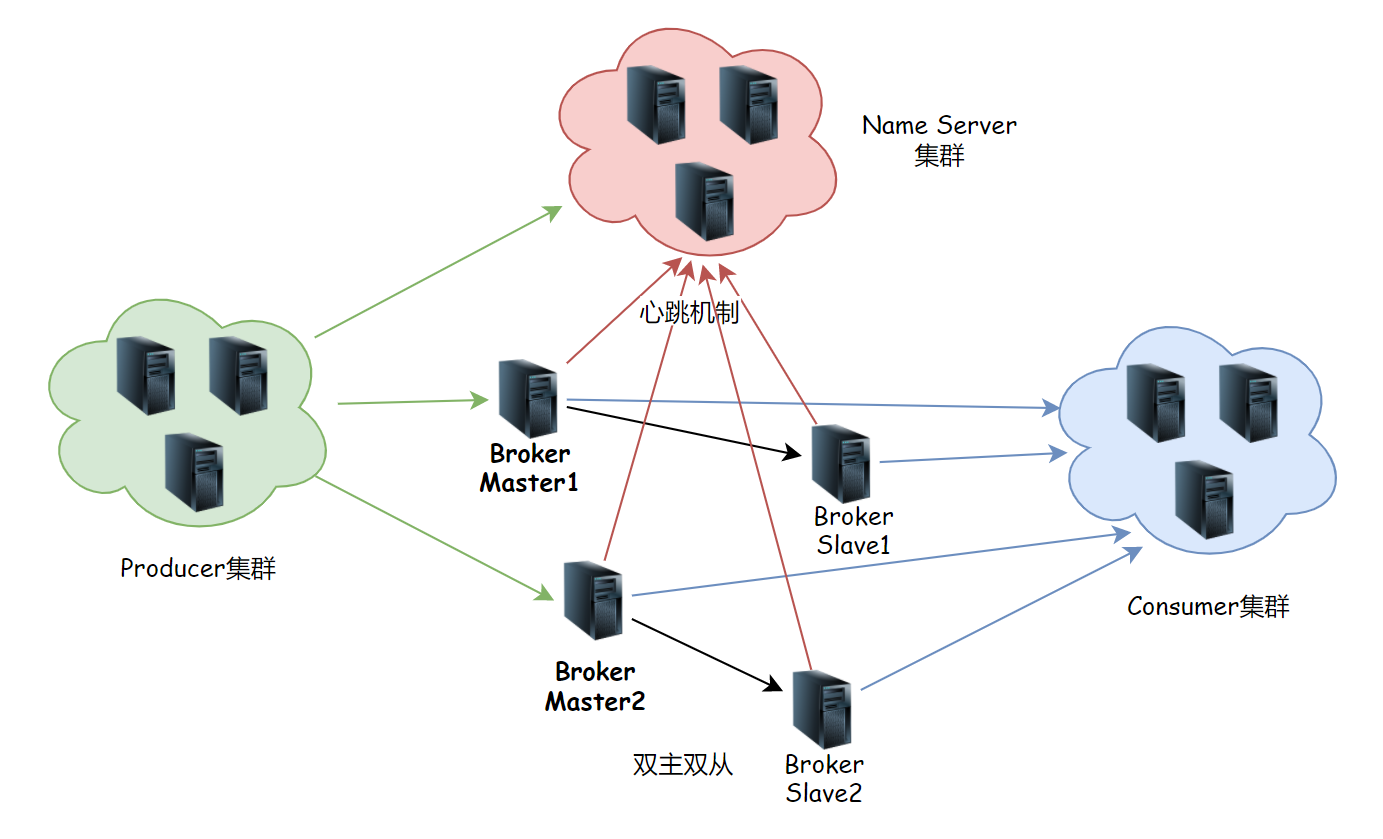 Name Server
集群
心跳机制
Broker
Master1
Broker
Slave1
Producer集群
Consumer集群
Broker
Master2
双主双从
Broker
Slave2